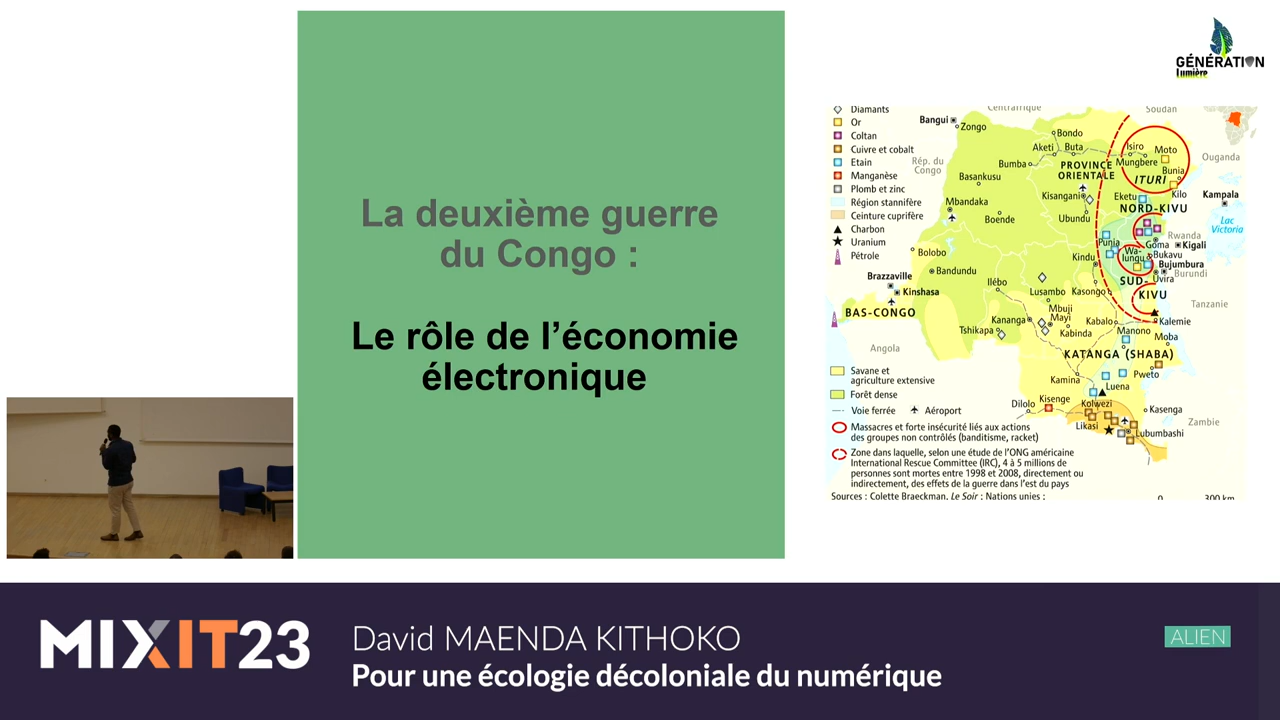 GÉNÉRATION
Lumière
La deuxième guerre
du Congo :
Le rôle de l'économie
électronique
Diamants
Or
Coltan
Cuivre et cobalt
Etain
Manganèse
Plomb et zinc
Région stannifère
Ceinture cuprifère
Charbon
Uranium
Pétrole
Centrafrique
Soudan
Bangui
Zongo
Bondo
Aketi
Buta
Isiro
Moto
Rép. du
Congo
Bumba
PROVINCE
ORIENTALE
Mungbere
Ouganda
Basankusu
Bunia
ITURI
Kisangani
Eketu
Kilo
Kampala
Mbandaka
Boende
Ubundu
NORD-KIVU
Lac
Victoria
Punia
Rwanda
Goma
Kigali
Bolobo
Kindu
Wa-
lungu
Bukavu
Bujumbura
Bandundu
Uvira
Burundi
Brazzaville
Ilébo
SUD-
KIVU
Kinshasa
Lusambo
Kasongo
Tanzanie
BAS-CONGO
Mbuji
Mayi
Kananga
Kabalo
Kalemie
Tshikapa
Kabinda
Manono
Moba
Angola
KATANGA (SHABA)
Kamina
Pweto
Luena
Savane et
agriculture extensive
Forêt dense
Voie ferrée
Aéroport
Dilolo
Kisenge
Kolwezi
Kasenga
Likasi
Lubumbashi
Zambie
Massacres et forte insécurité liés aux actions
des groupes non contrôlés (banditisme, racket)
Zone dans laquelle, selon une étude de l'ONG américaine
International Rescue Committee (IRC), 4 à 5 millions de
personnes sont mortes entre 1998 et 2008, directement ou
indirectement, des effets de la guerre dans l'est du pays
Sources : Colette Braeckman, Le Soir ; Nations unies ;
0 300 km
MIXIT23
David MAENDA KITHOKO
Pour une écologie décoloniale du numérique
ALIEN